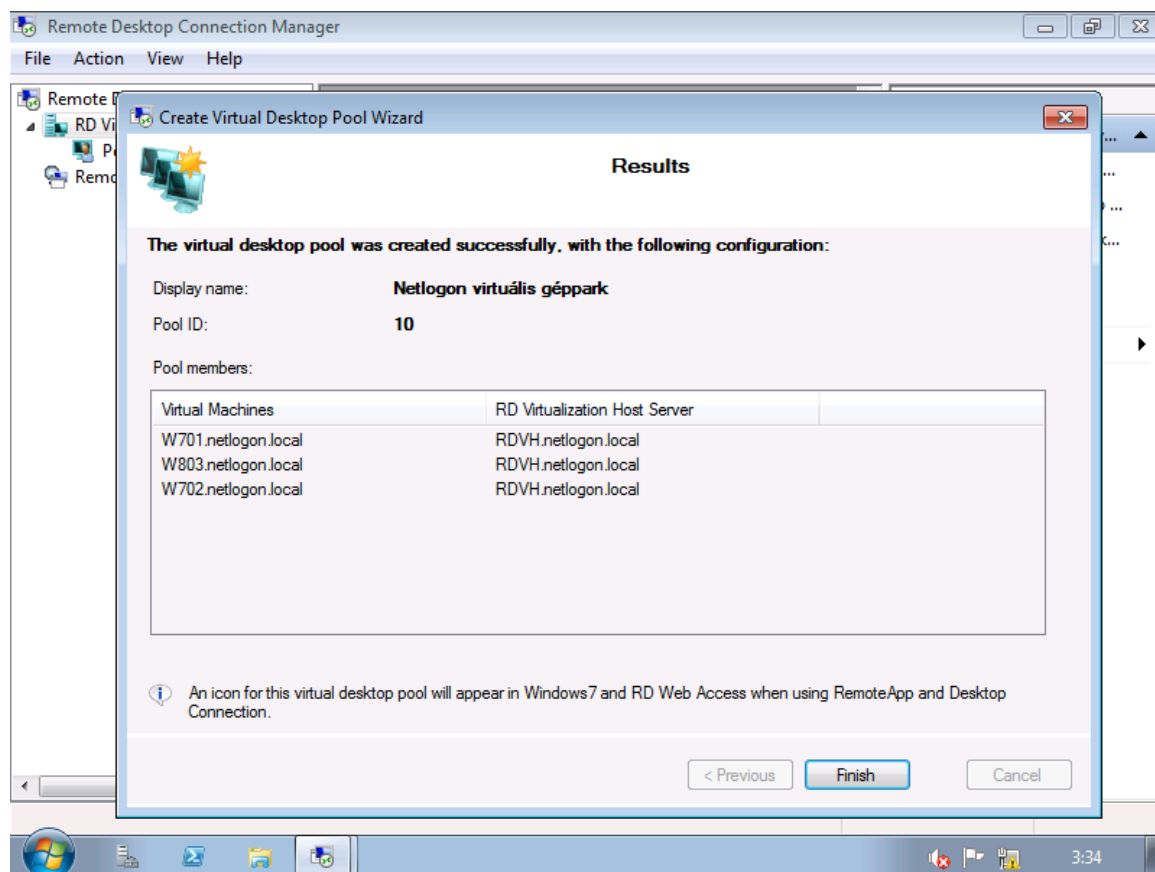 Remote Desktop Connection Manager
File Action View Help
Remote
RD Vi
Create Virtual Desktop Pool Wizard
Results
The virtual desktop pool was created successfully, with the following configuration:
Display name: Netlogon virtuális géppark
Pool ID: 10
Pool members:
Virtual Machines RD Virtualization Host Server
W701.netlogon.local RDVH.netlogon.local
W803.netlogon.local RDVH.netlogon.local
W702.netlogon.local RDVH.netlogon.local
An icon for this virtual desktop pool will appear in Windows7 and RD Web Access when using RemoteApp and Desktop
Connection.
< Previous Finish Cancel
3:34